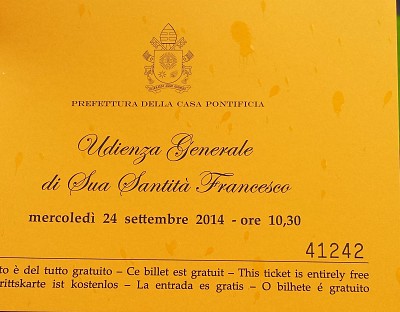 PREFETTURA DELLA CASA PONTIFICIA
Udienza Generale
di Sua Santità Francesco
mercoledì 24 settembre 2014 - ore 10,30
41242
to è del tutto gratuito – Ce billet est gratuit – This ticket is entirely free
rittskarte ist kostenlos – La entrada es gratis – O bilhete é gratuito